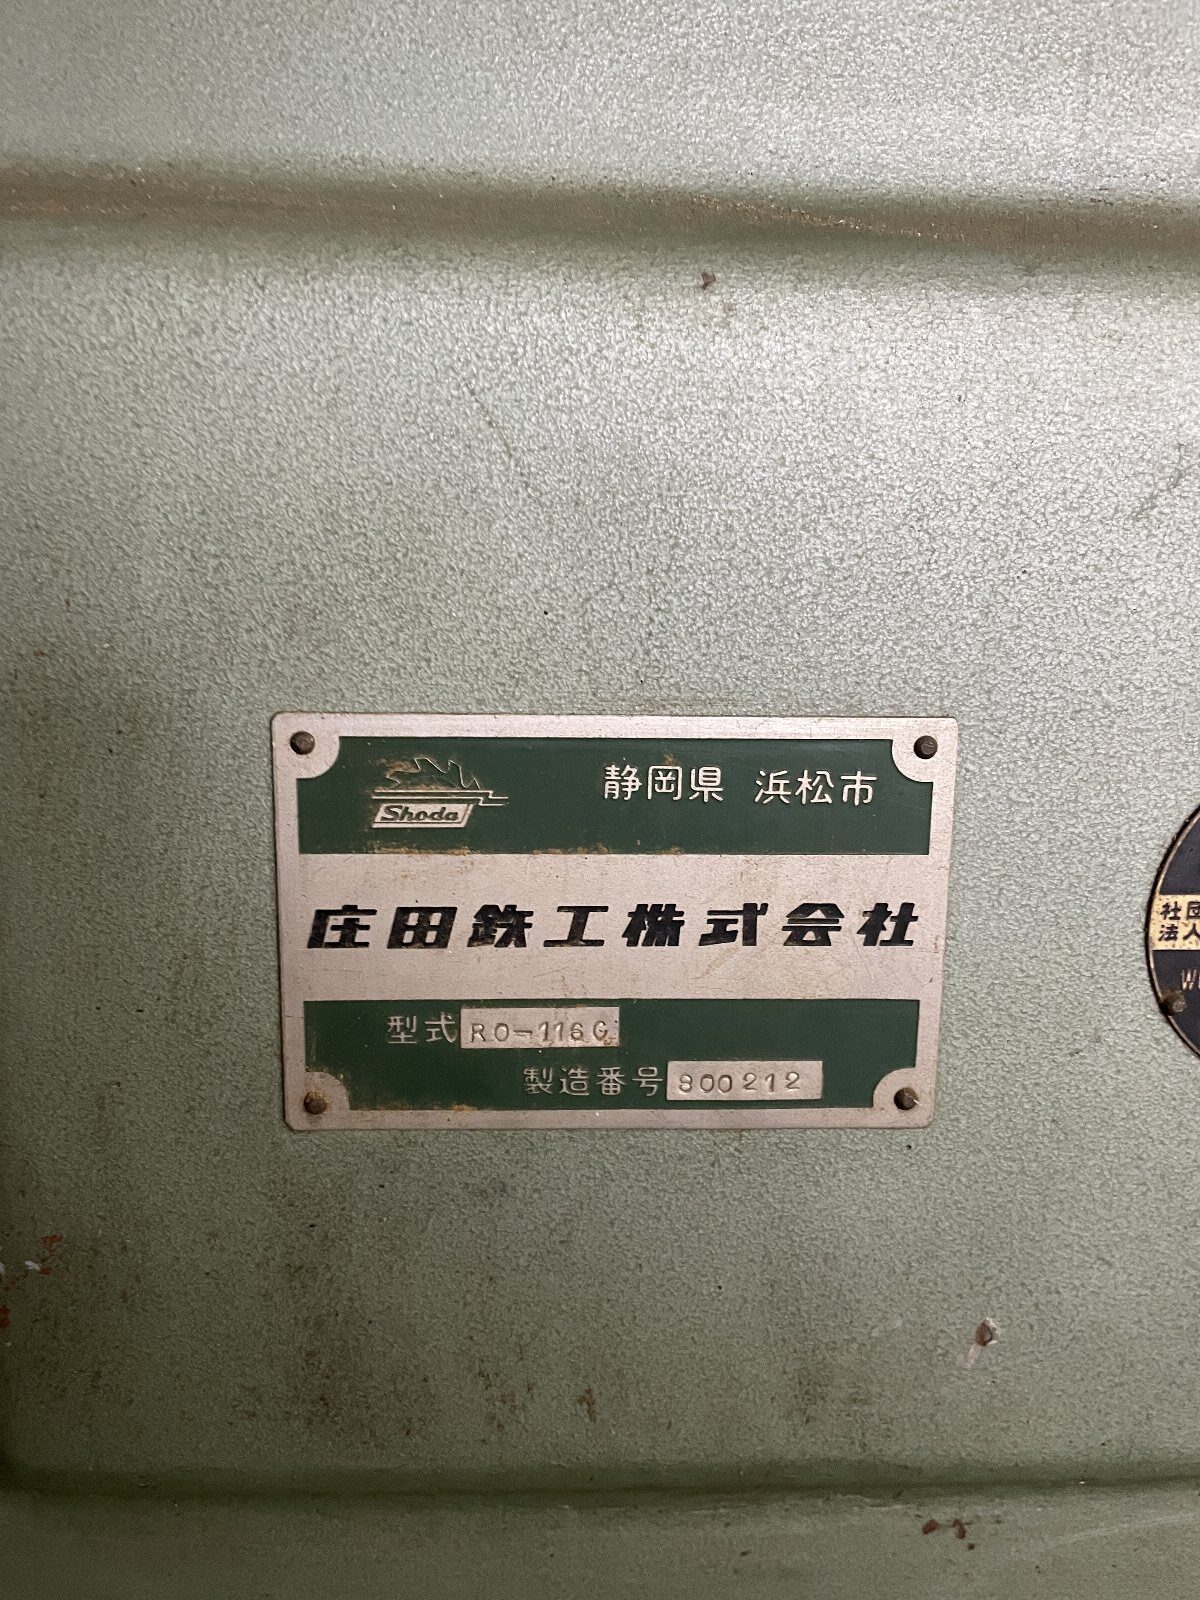 Shoda
静岡県 浜松市
庄田鉄工株式会社
型式 RO-116G
製造番号 800212
社団
法人
W